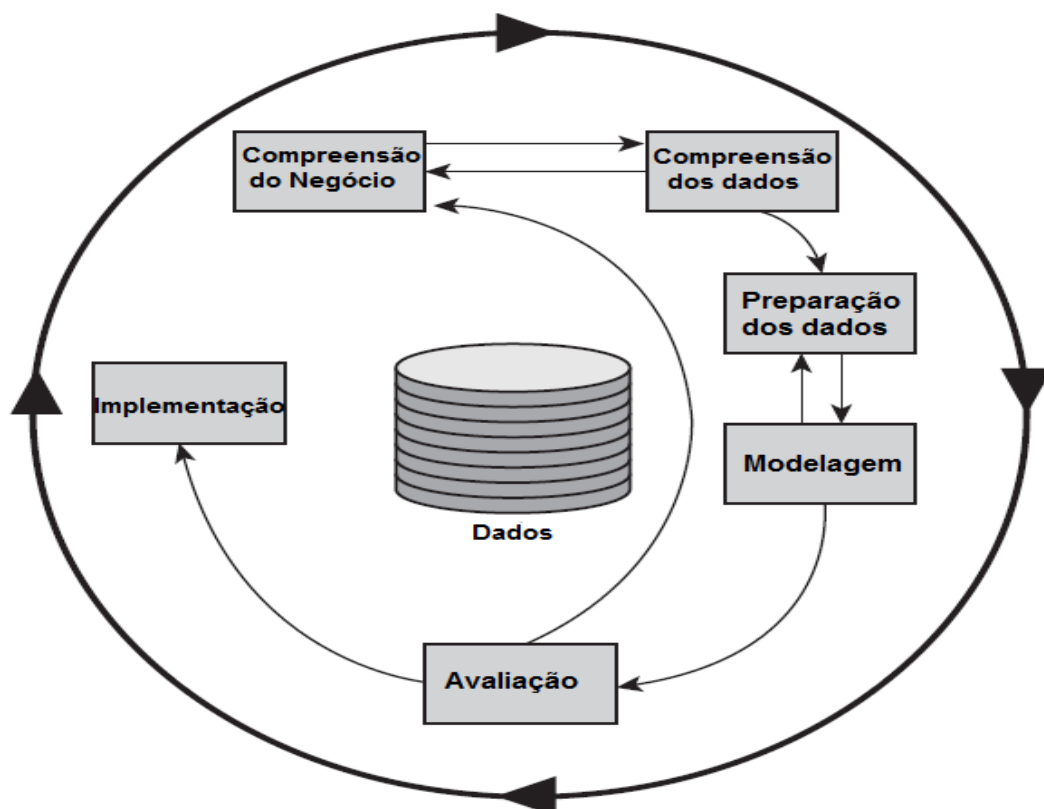 Compreensão
do Negócio
Compreensão
dos dados
Preparação
dos dados
Implementação
Modelagem
Dados
Avaliação